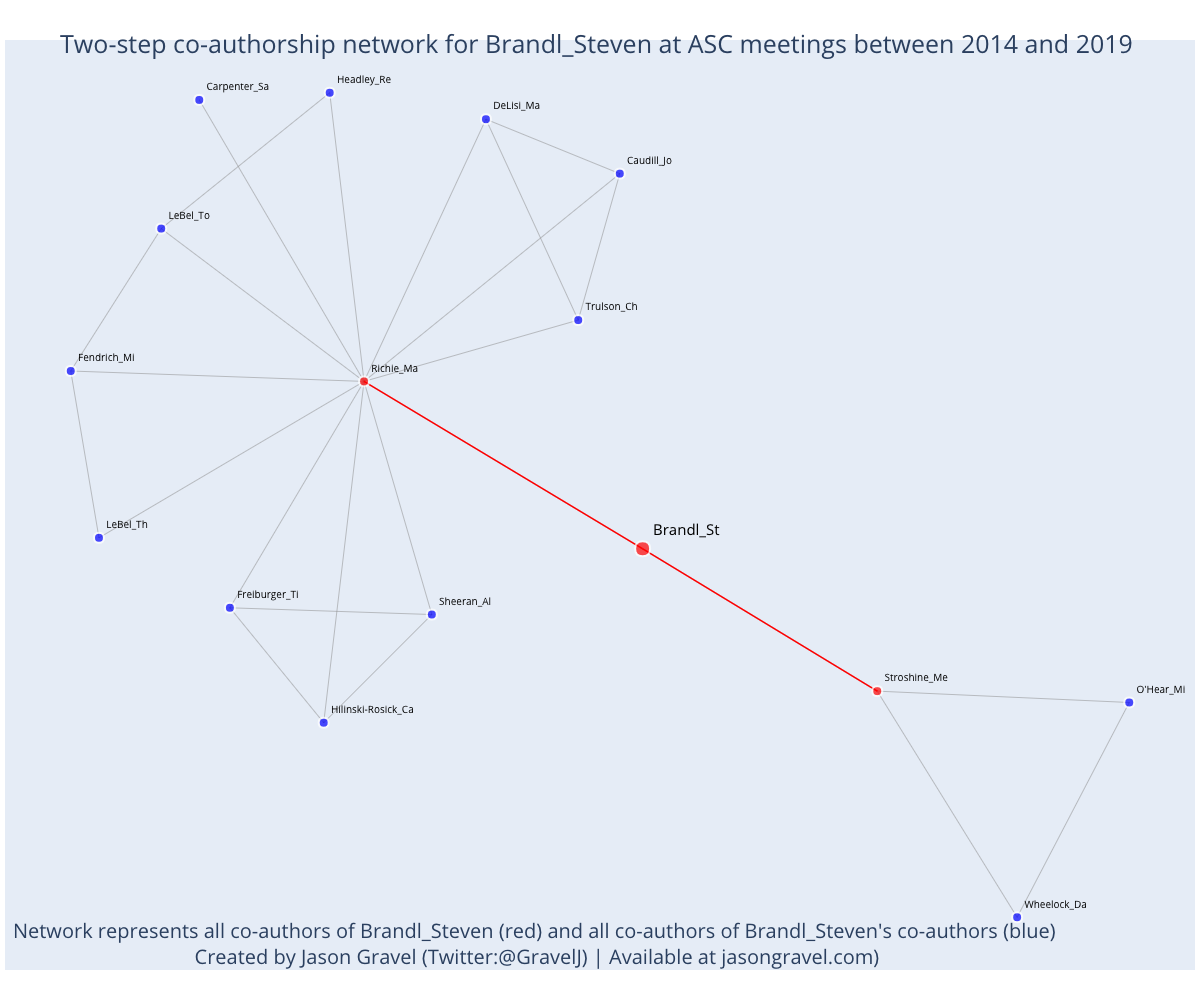 Two-step co-authorship network for Brandl_Steven at ASC meetings between 2014 and 2019
Carpenter_Sa
Headley_Re
DeLisi_Ma
Caudill_Jo
LeBel_To
Trulson_Ch
Fendrich_Mi
Richie_Ma
LeBel_Th
Brandl_St
Freiburger_Ti
Sheeran_Al
Stroshine_Me
O'Hear_Mi
Hilinski-Rosick_Ca
Wheelock_Da
Network represents all co-authors of Brandl_Steven (red) and all co-authors of Brandl_Steven's co-authors (blue)
Created by Jason Gravel (Twitter:@GravelJ) | Available at jasongravel.com)